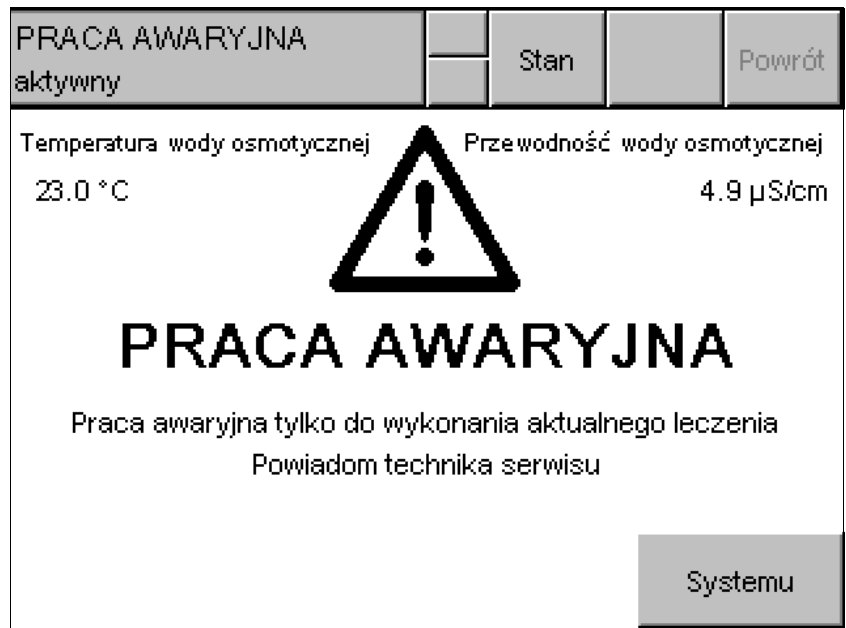 PRACA AWARYJNA
aktywny
Stan
Powrót
Temperatura wody osmotycznej
Przewodność wody osmotycznej
23.0 °C
4.9 µS/cm
PRACA AWARYJNA
Praca awaryjna tylko do wykonania aktualnego leczenia
Powiadom technika serwisu
Systemu